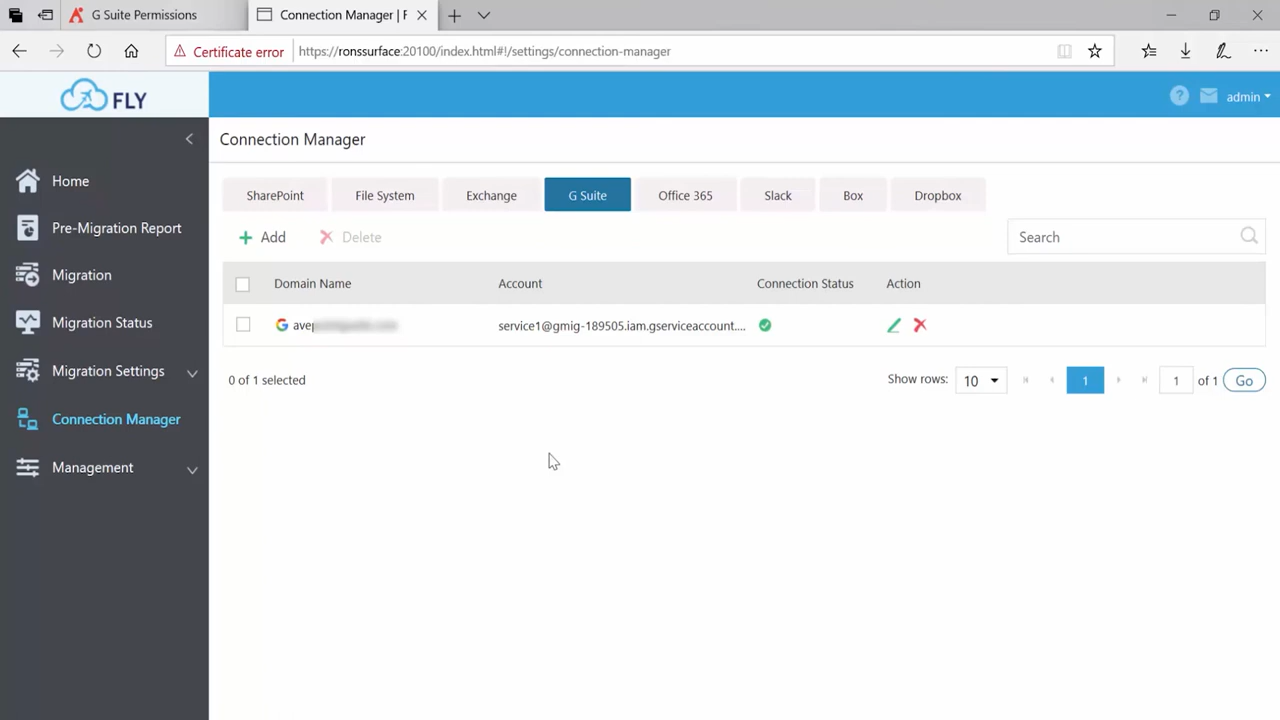 G Suite Permissions
Connection Manager | F
Certificate error
https://ronssurface:20100/index.html#!/settings/connection-manager
FLY
admin
Connection Manager
Home
Pre-Migration Report
Migration
Migration Status
Migration Settings
Connection Manager
Management
SharePoint
File System
Exchange
G Suite
Office 365
Slack
Box
Dropbox
Add
Delete
Search
Domain Name
Account
Connection Status
Action
service1@gmig-189505.iam.gserviceaccount....
0 of 1 selected
Show rows:
10
1
1
of 1
Go